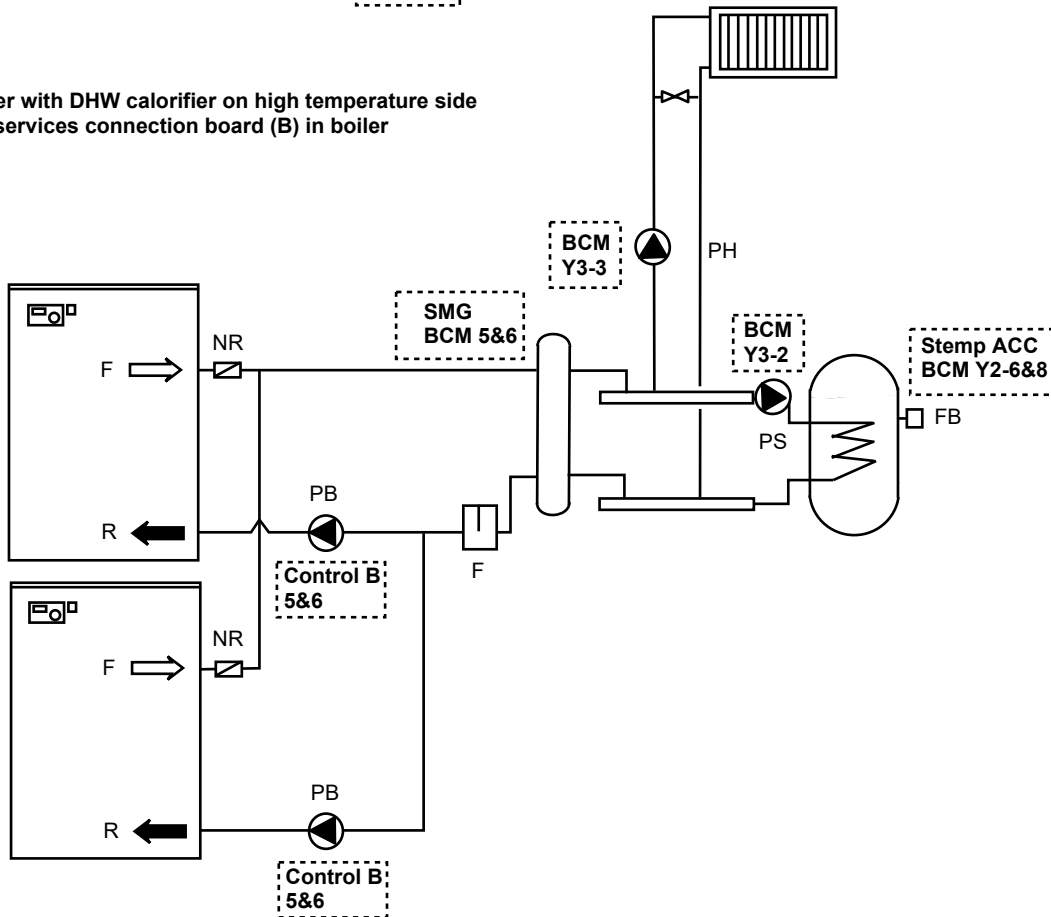 er with DHW calorifier on high temperature side
services connection board (B) in boiler
BCM
Y3-3
PH
SMG
BCM 5&6
BCM
Y3-2
Stemp ACC
BCM Y2-6&8
NR
F
FB
PS
PB
R
F
Control B
5&6
NR
F
PB
R
Control B
5&6